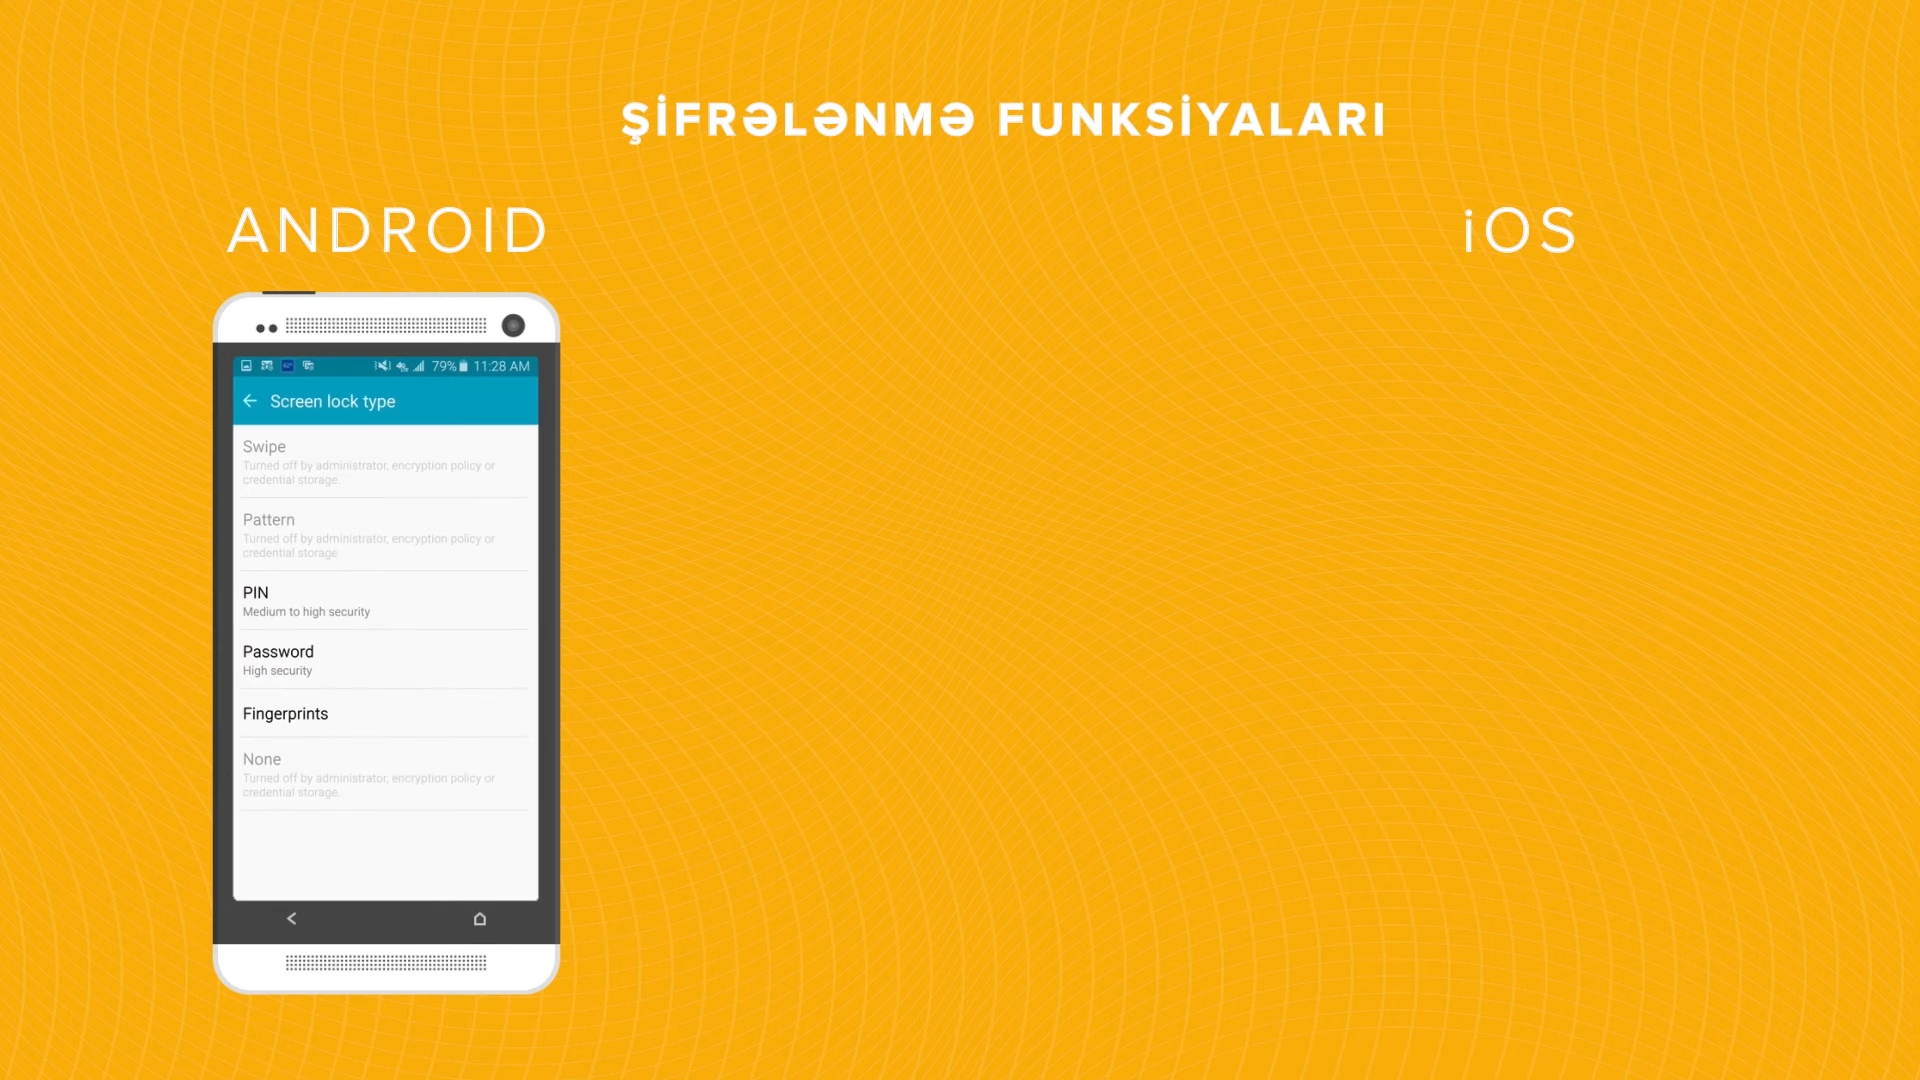 ŞİFRƏLƏNMƏ FUNKSİYALARI
ANDROID
iOS
79% 11:28 AM
Screen lock type
Swipe
Turned off by administrator, encryption policy or
credential storage.
Pattern
Turned off by administrator, encryption policy or
credential storage
PIN
Medium to high security
Password
High security
Fingerprints
None
Turned off by administrator, encryption policy or
credential storage.